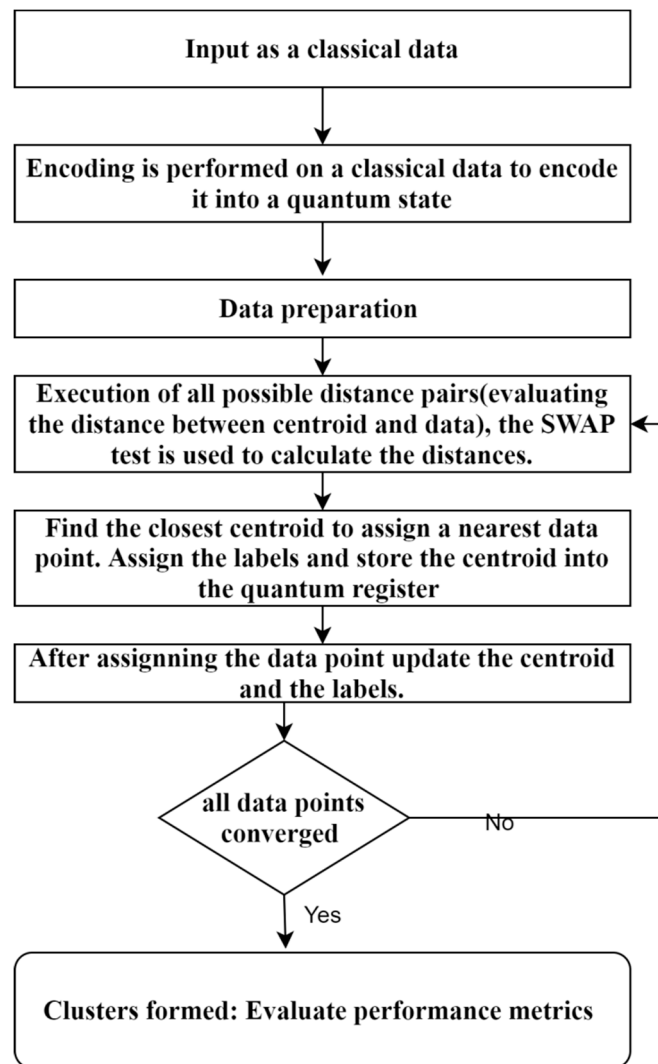 Input as a classical data
Encoding is performed on a classical data to encode
it into a quantum state
Data preparation
Execution of all possible distance pairs(evaluating
the distance between centroid and data), the SWAP
test is used to calculate the distances.
Find the closest centroid to assign a nearest data
point. Assign the labels and store the centroid into
the quantum register
After assignning the data point update the centroid
and the labels.
all data points
converged
No
Yes
Clusters formed: Evaluate performance metrics